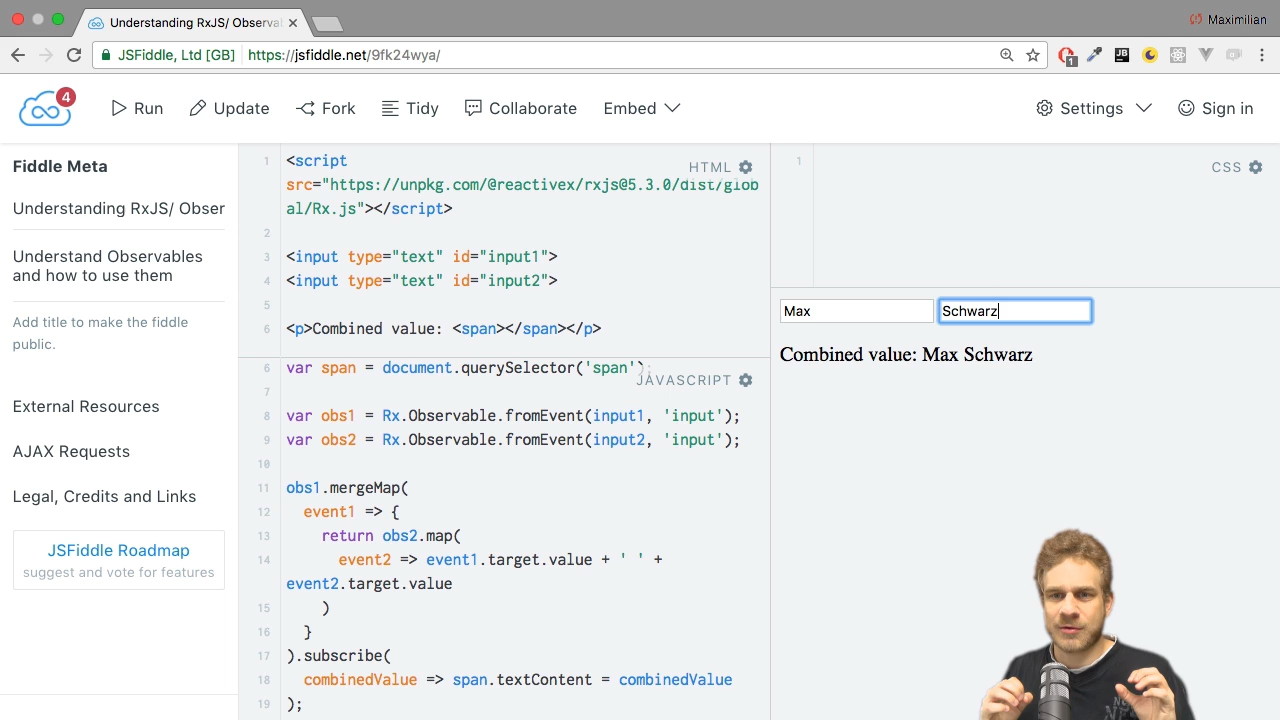 Understanding RxJS/ Observa
Maximilian
JSFiddle, Ltd [GB]
https://jsfiddle.net/9fk24wya/
1
JB
4
Run
Update
Fork
Tidy
Collaborate
Embed
Settings
Sign in
Fiddle Meta
Understanding RxJS/ Obser
Understand Observables
and how to use them
Add title to make the fiddle
public.
External Resources
AJAX Requests
Legal, Credits and Links
JSFiddle Roadmap
suggest and vote for features
HTML
1 <script
src="https://unpkg.com/@reactivex/rxjs@5.3.0/dist/glob
al/Rx.js"></script>
2
3 <input type="text" id="input1">
4 <input type="text" id="input2">
5
6 <p>Combined value: <span></span></p>
JAVASCRIPT
6 var span = document.querySelector('span');
7
8 var obs1 = Rx.Observable.fromEvent(input1, 'input');
9 var obs2 = Rx.Observable.fromEvent(input2, 'input');
10
11 obs1.mergeMap(
12 event1 => {
13 return obs2.map(
14 event2 => event1.target.value + ' ' +
event2.target.value
15 )
16 }
17 ).subscribe(
18 combinedValue => span.textContent = combinedValue
19 );
1
CSS
Max
Schwarz
Combined value: Max Schwarz